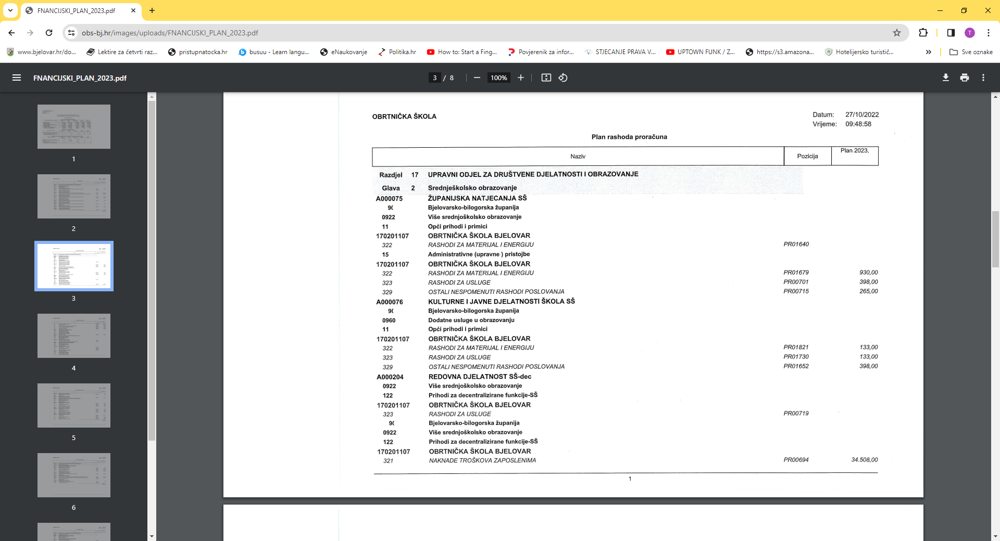 FNANCIJSKI_PLAN_2023.pdf
obs-bj.hr/images/uploads/FNANCIJSKI_PLAN_2023.pdf
T
www.bjelovar.hr/do... Lektire za četvrti raz... pristupnatocka.hr busuu - Learn langu... eNaukovanje Politika.hr How to: Start a Fing... Povjerenik za infor... STJECANJE PRAVA V... UPTOWN FUNK / Z... https://s3.amazona... Hotelijersko turistič... Sve oznake
FNANCIJSKI_PLAN_2023.pdf 3 / 8 100%
1
2
3
4
5
6
OBRTNIČKA ŠKOLA
Datum: 27/10/2022
Vrijeme: 09:48:58
Plan rashoda proračuna
Naziv Pozicija Plan 2023.
Razdjel 17 UPRAVNI ODJEL ZA DRUŠTVENE DJELATNOSTI I OBRAZOVANJE
Glava 2 Srednješkolsko obrazovanje
A000075 ŽUPANIJSKA NATJECANJA SŠ
9( Bjelovarsko-bilogorska županija
0922 Više srednjoškolsko obrazovanje
11 Opći prihodi i primici
170201107 OBRTNIČKA ŠKOLA BJELOVAR
322 RASHODI ZA MATERIJAL I ENERGIJU PR01640
15 Administrativne (upravne ) pristojbe
170201107 OBRTNIČKA ŠKOLA BJELOVAR
322 RASHODI ZA MATERIJAL I ENERGIJU PR01679 930,00
323 RASHODI ZA USLUGE PR00701 398,00
329 OSTALI NESPOMENUTI RASHODI POSLOVANJA PR00715 265,00
A000076 KULTURNE I JAVNE DJELATNOSTI ŠKOLA SŠ
9( Bjelovarsko-bilogorska županija
0960 Dodatne usluge u obrazovanju
11 Opći prihodi i primici
170201107 OBRTNIČKA ŠKOLA BJELOVAR
322 RASHODI ZA MATERIJAL I ENERGIJU PR01821 133,00
323 RASHODI ZA USLUGE PR01730 133,00
329 OSTALI NESPOMENUTI RASHODI POSLOVANJA PR01652 398,00
A000204 REDOVNA DJELATNOST SŠ-dec
0922 Više srednjoškolsko obrazovanje
122 Prihodi za decentralizirane funkcije-SŠ
170201107 OBRTNIČKA ŠKOLA BJELOVAR
323 RASHODI ZA USLUGE PR00719
9( Bjelovarsko-bilogorska županija
0922 Više srednjoškolsko obrazovanje
122 Prihodi za decentralizirane funkcije-SŠ
170201107 OBRTNIČKA ŠKOLA BJELOVAR
321 NAKNADE TROŠKOVA ZAPOSLENIMA PR00694 34.508,00
1